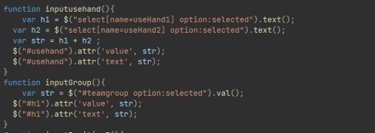 function inputusehand(){
var h1 = $("select[name=useHand1] option:selected").text();
var h2 = $("select[name=useHand2] option:selected").text();
var str = h1 + h2 ;
$("#usehand").attr('value', str);
$("#usehand").attr('text', str);
}
function inputGroup(){
var str = $("#teamgroup option:selected").val();
$("#h1").attr('value', str);
$("#h1").attr('text', str);
}